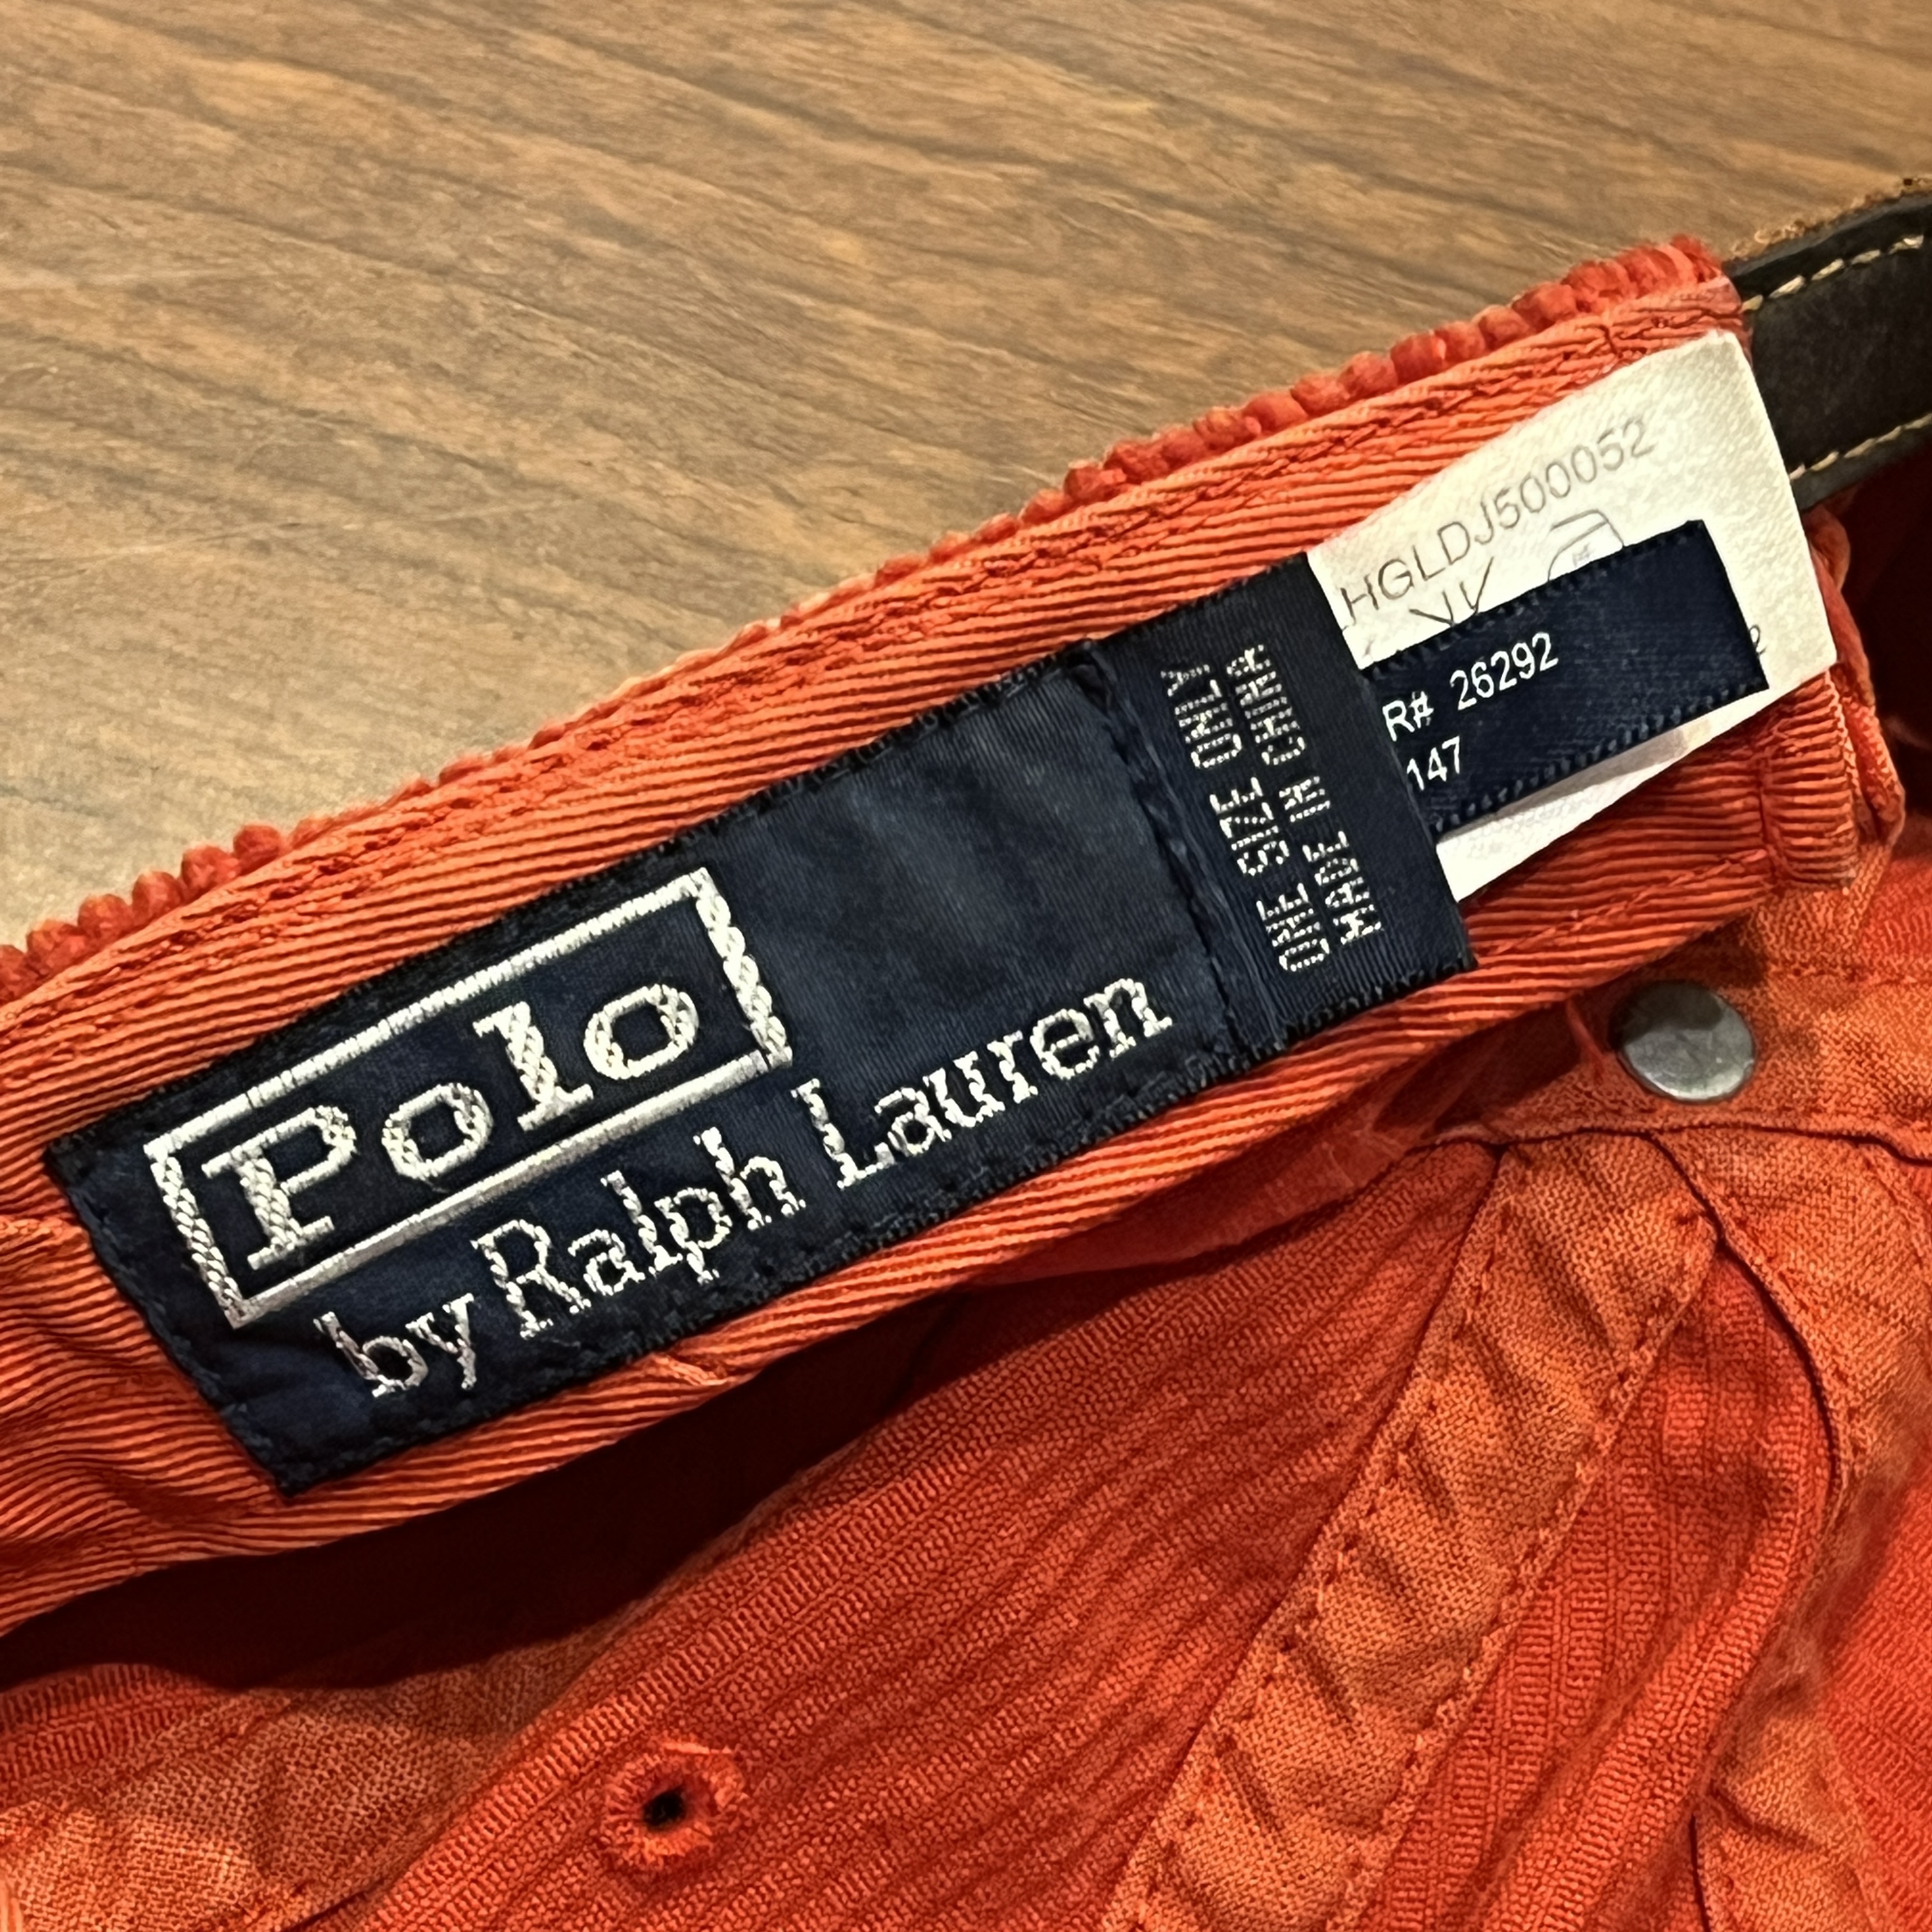 Polo
by Ralph Lauren
ONE SIZE ONLY
MADE IN CHINA
HGLDJ500052
R# 26292
147